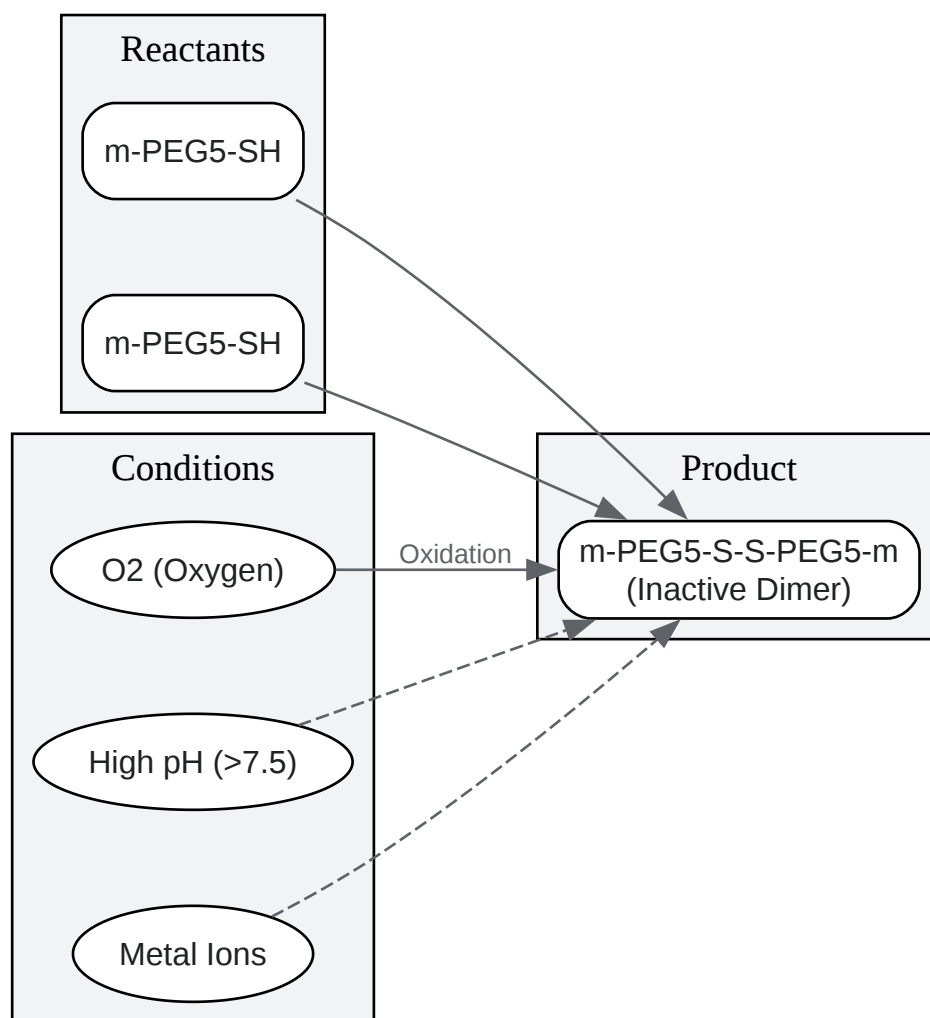 Reactants
m-PEG5-SH
m-PEG5-SH
Conditions
O2 (Oxygen)
High pH (>7.5)
Metal Ions
Oxidation
Product
m-PEG5-S-S-PEG5-m
(Inactive Dimer)